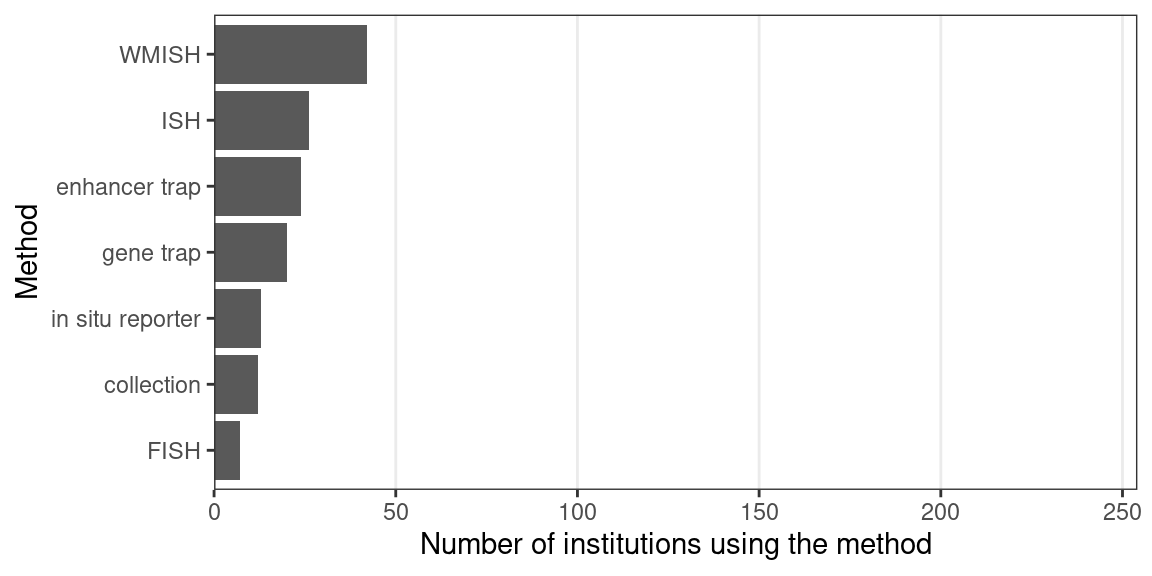 Method
WMISH
ISH
enhancer trap
gene trap
in situ reporter
collection
FISH
0 50 100 150 200 250
Number of institutions using the method